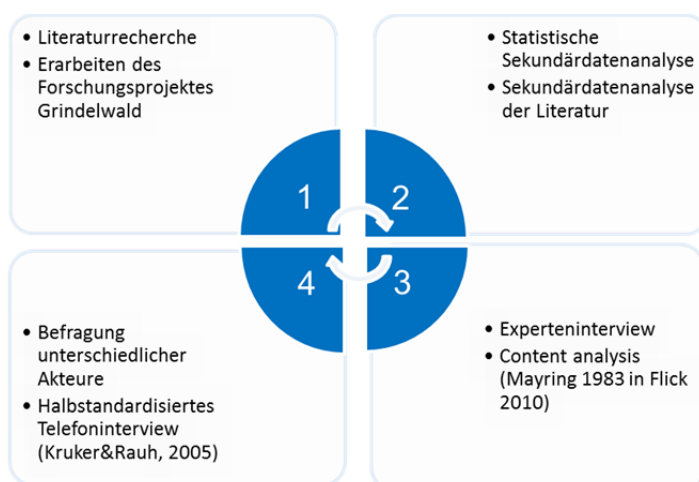 • Literaturrecherche
• Erarbeiten des
Forschungsprojektes
Grindelwald
• Statistische
Sekundärdatenanalyse
• Sekundärdatenanalyse
der Literatur
1
2
4
3
• Befragung
unterschiedlicher
Akteure
• Halbstandardisiertes
Telefoninterview
(Kruker&Rauh, 2005)
• Experteninterview
• Content analysis
(Mayring 1983 in Flick
2010)